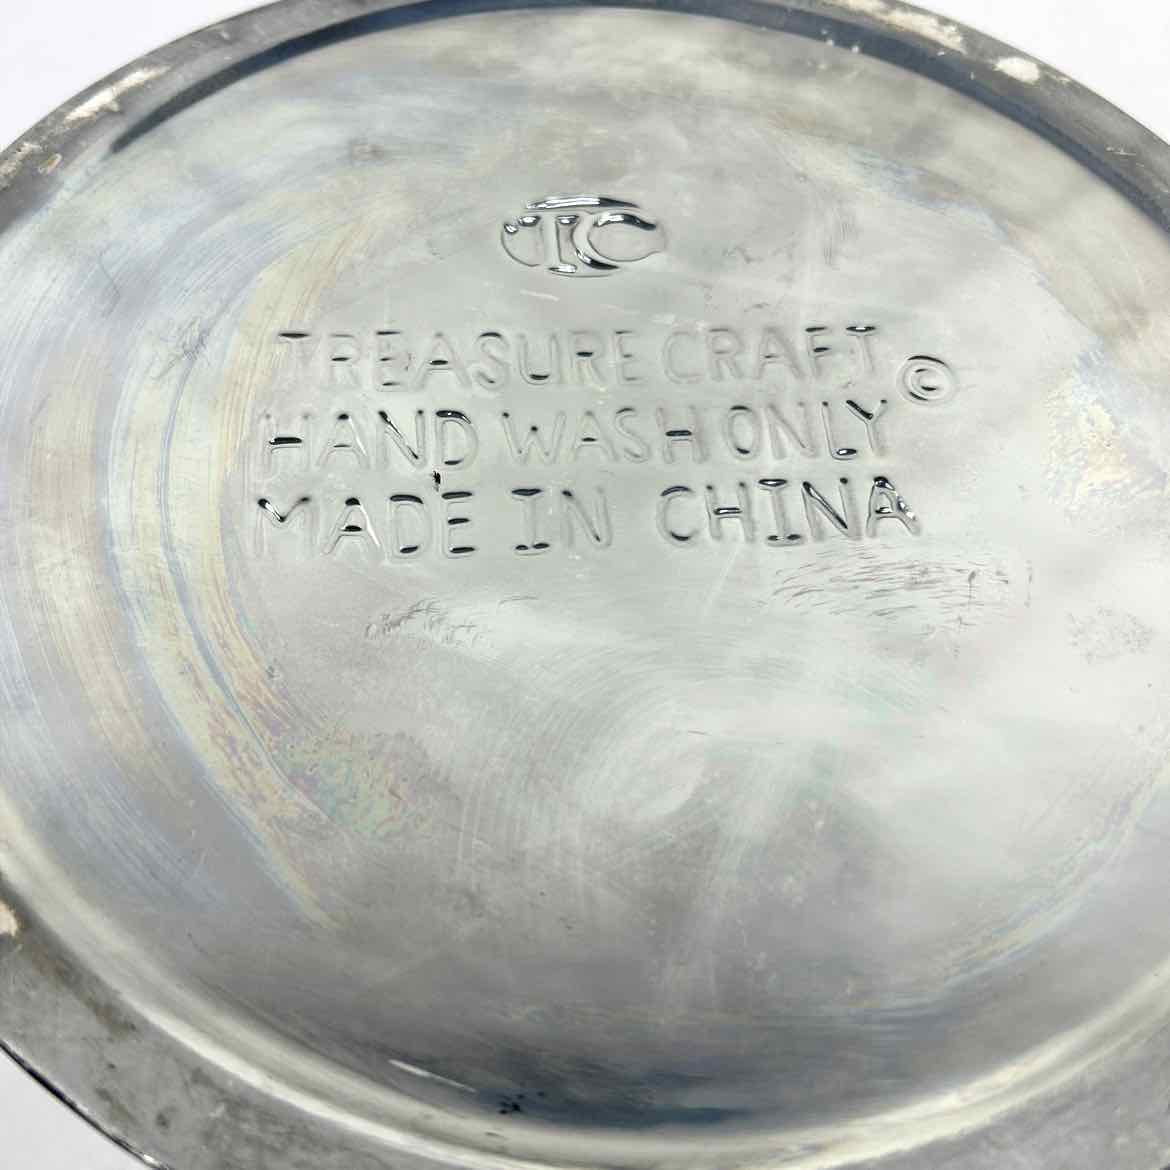 TC
TREASURE CRAFT ©
HAND WASH ONLY
MADE IN CHINA